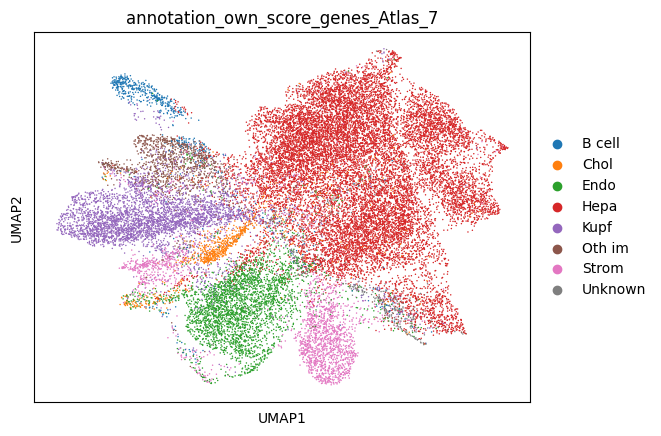 annotation_own_score_genes_Atlas_7
UMAP2
B cell
Chol
Endo
Hepa
Kupf
Oth im
Strom
Unknown
UMAP1